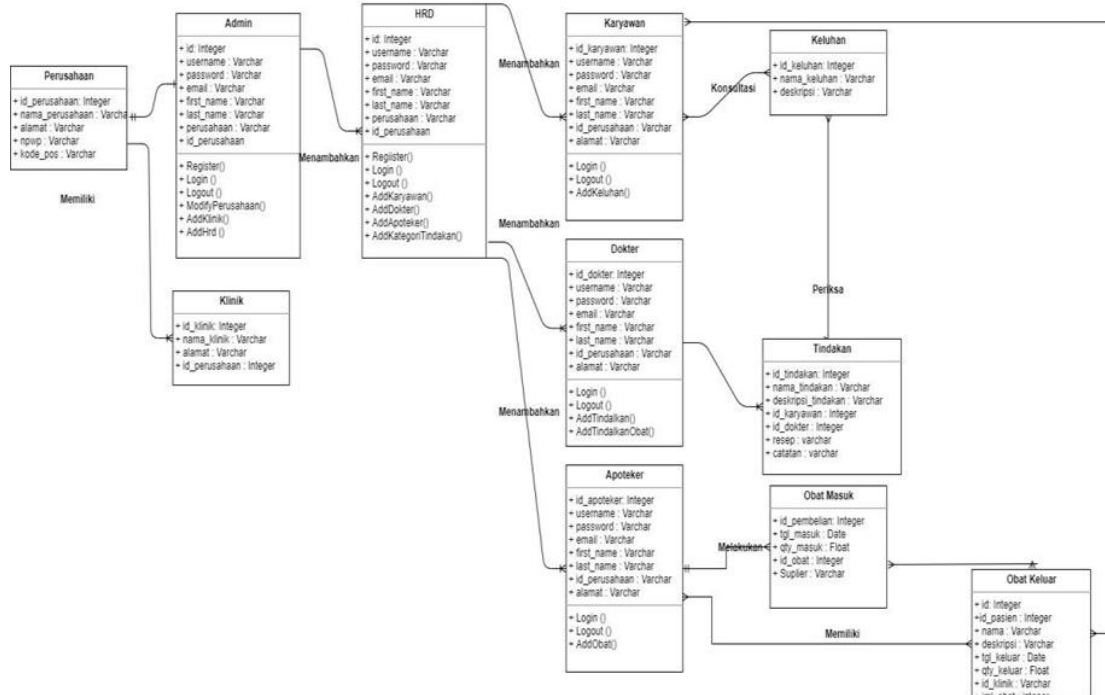 Perusahaan
+ id_perusahaan: Integer
+ nama_perusahaan : Varcha
+ alamat : Varchar
+ npwp : Varchar
+ kode_pos : Varchar
Memiliki
Admin
+ id: Integer
+ username : Varchar
+ password : Varchar
+ email : Varchar
+ first_name : Varchar
+ last_name : Varchar
+ perusahaan : Varchar
+ id_perusahaan
+ Register()
+ Login ()
+ Logout ()
+ ModifyPerusahaan()
+ AddKlinik()
+ AddHrd ()
Klinik
+ id_klinik: Integer
+ nama_klinik : Varchar
+ alamat : Varchar
+ id_perusahaan : Integer
Menambahkan
HRD
+ id: Integer
+ username : Varchar
+ password : Varchar
+ email : Varchar
+ first_name : Varchar
+ last_name : Varchar
+ perusahaan : Varchar
+ id_perusahaan
+ Regiister()
+ Login ()
+ Logout ()
+ AddKaryawan()
+ AddDokter()
+ AddApoteker()
+ AddKategoriTindakan()
Menambahkan
Menambahkan
Menambahkan
Karyawan
+ id_karyawan: Integer
+ username : Varchar
+ password : Varchar
+ email : Varchar
+ first_name : Varchar
+ last_name : Varchar
+ id_perusahaan : Varchar
+ alamat : Varchar
+ Login ()
+ Logout ()
+ AddKeluhan()
Konsultasi
Keluhan
+ id_keluhan: Integer
+ nama_keluhan : Varchar
+ deskripsi : Varchar
Periksa
Dokter
+ id_dokter: Integer
+ username : Varchar
+ password : Varchar
+ email : Varchar
+ first_name : Varchar
+ last_name : Varchar
+ id_perusahaan : Varchar
+ alamat : Varchar
+ Login ()
+ Logout ()
+ AddTindalkan()
+ AddTindalkanObat()
Tindakan
+ id_tindakan: Integer
+ nama_tindakan : Varchar
+ deskripsi_tindakan : Varchar
+ id_karyawan : Integer
+ id_dokter : Integer
+ resep : varchar
+ catatan : varchar
Apoteker
+ id_apoteker: Integer
+ username : Varchar
+ password : Varchar
+ email : Varchar
+ first_name : Varchar
+ last_name : Varchar
+ id_perusahaan : Varchar
+ alamat : Varchar
+ Login ()
+ Logout ()
+ AddObat()
Melakukan
Memiliki
Obat Masuk
+ id_pembelian: Integer
+ tgl_masuk : Date
+ qty_masuk : Float
+ id_obat : Integer
+ Suplier : Varchar
Obat Keluar
+ id: Integer
+id_pasien : Integer
+ nama : Varchar
+ deskripsi : Varchar
+ tgl_keluar : Date
+ qty_keluar : Float
+ id_klinik : Varchar